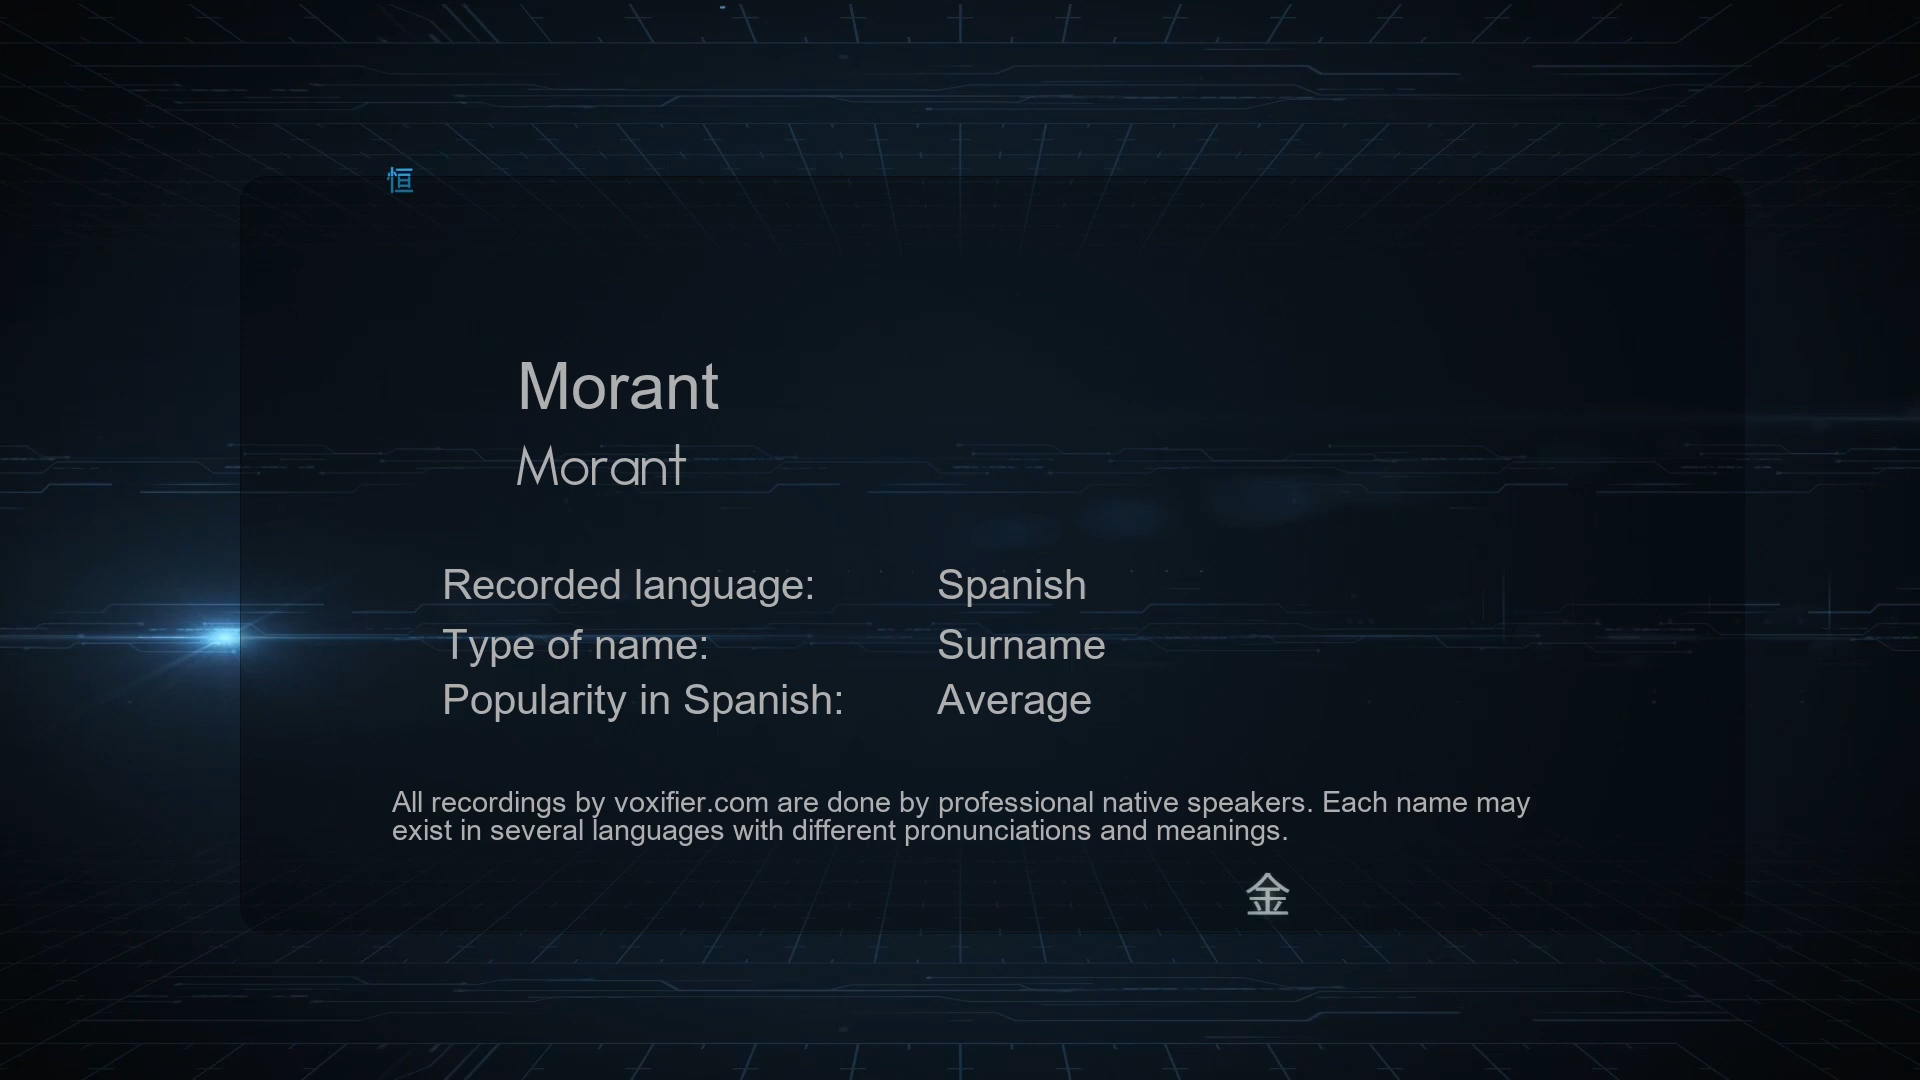 恒
Morant
Morant
Recorded language: Spanish
Type of name: Surname
Popularity in Spanish: Average
All recordings by voxifier.com are done by professional native speakers. Each name may
exist in several languages with different pronunciations and meanings.
金